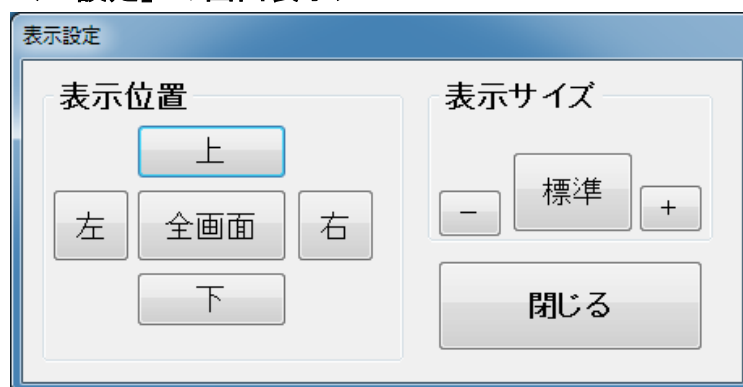 表示設定
表示位置
上
左 全画面 右
下
表示サイズ
－ 標準 ＋
閉じる